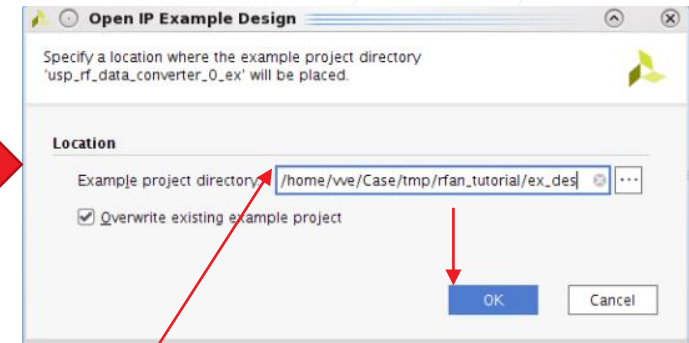 Open IP Example Design
Specify a location where the example project directory
'usp_rf_data_converter_0_ex' will be placed.
Location
Example project directory: /home/vve/Case/tmp/rfan_tutorial/ex_des
Overwrite existing example project
OK
Cancel